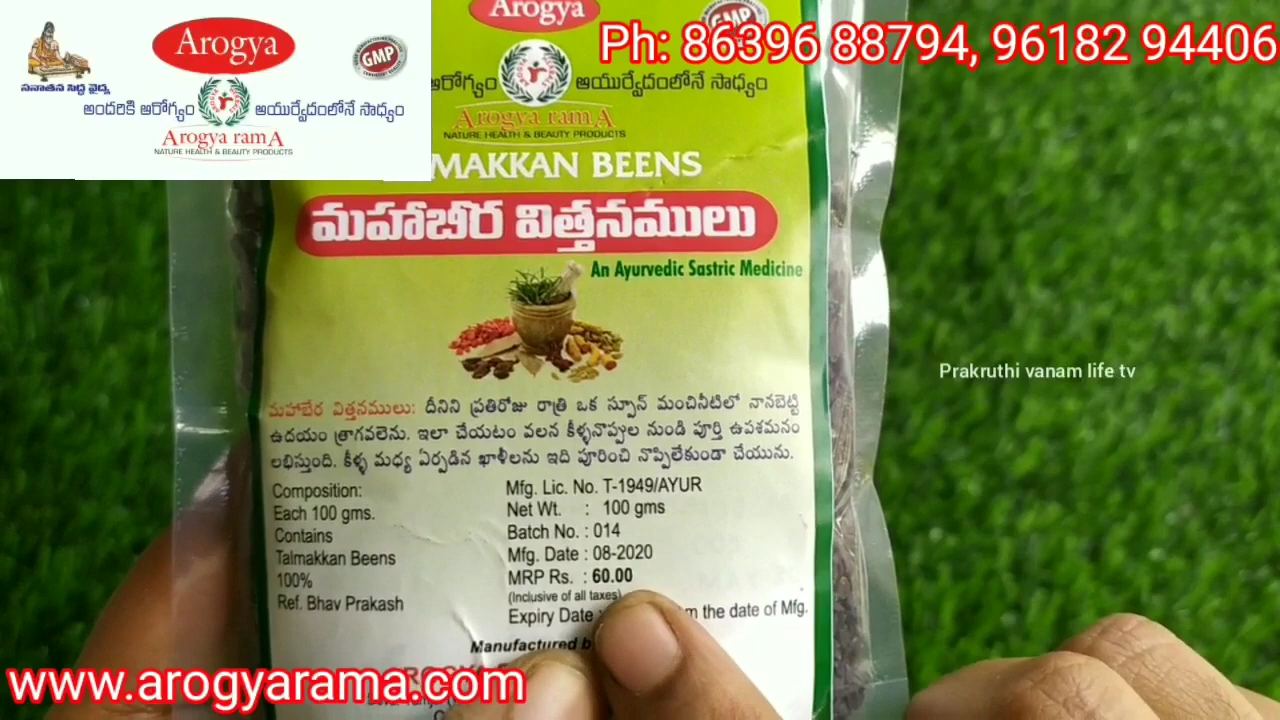 Arogya
GMP
సనాతన సిద్ధ వైద్య
అందరికి ఆరోగ్యం ఆయుర్వేదంలోనే సాధ్యం
Arogya ramA
NATURE HEALTH & BEAUTY PRODUCTS
Ph: 86396 88794, 96182 94406
Arogya
GMP
ఆరోగ్యం ఆయుర్వేదంలోనే సాధ్యం
Arogya ramA
NATURE HEALTH & BEAUTY PRODUCTS
MAKKAN BEENS
మహాబీర విత్తనములు
An Ayurvedic Sastric Medicine
Prakruthi vanam life tv
మహాబేర విత్తనములు: దీనిని ప్రతిరోజు రాత్రి ఒక స్పూన్ మంచినీటిలో నానబెట్టి
ఉదయం త్రాగవలెను. ఇలా చేయటం వలన కీళ్ళనొప్పుల నుండి పూర్తి ఉపశమనం
లభిస్తుంది. కీళ్ళ మధ్య ఏర్పడిన ఖాళీలను ఇది పూరించి నొప్పిలేకుండా చేయును.
Composition:
Each 100 gms.
Contains
Talmakkan Beens
100%
Ref. Bhav Prakash
Mfg. Lic. No. T-1949/AYUR
Net Wt. : 100 gms
Batch No. : 014
Mfg. Date : 08-2020
MRP Rs. : 60.00
(Inclusive of all taxes)
Expiry Date : the date of Mfg.
Manufactured
www.arogyarama.com